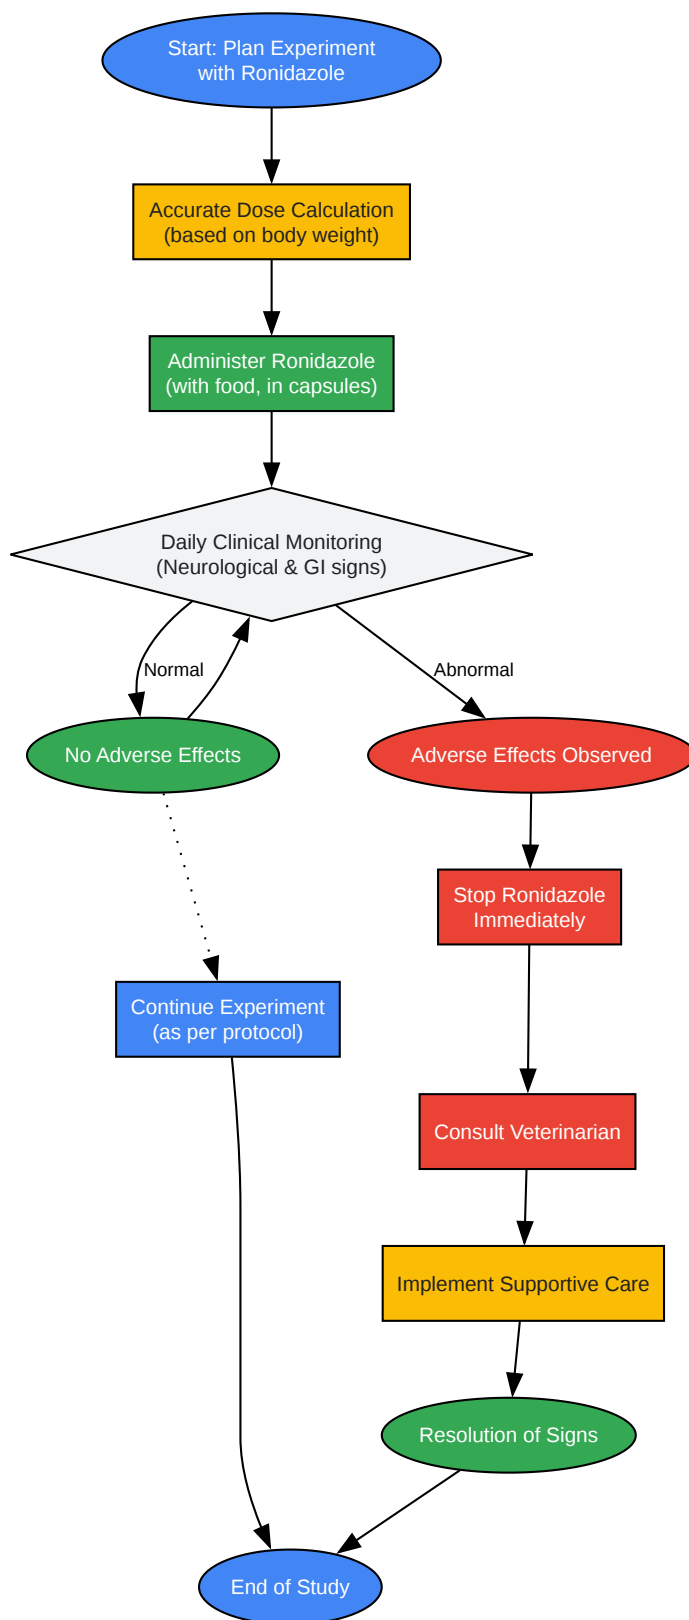 Start: Plan Experiment
with Ronidazole
Accurate Dose Calculation
(based on body weight)
Administer Ronidazole
(with food, in capsules)
Daily Clinical Monitoring
(Neurological & GI signs)
Normal
Abnormal
No Adverse Effects
Adverse Effects Observed
Stop Ronidazole
Immediately
Continue Experiment
(as per protocol)
Consult Veterinarian
Implement Supportive Care
Resolution of Signs
End of Study